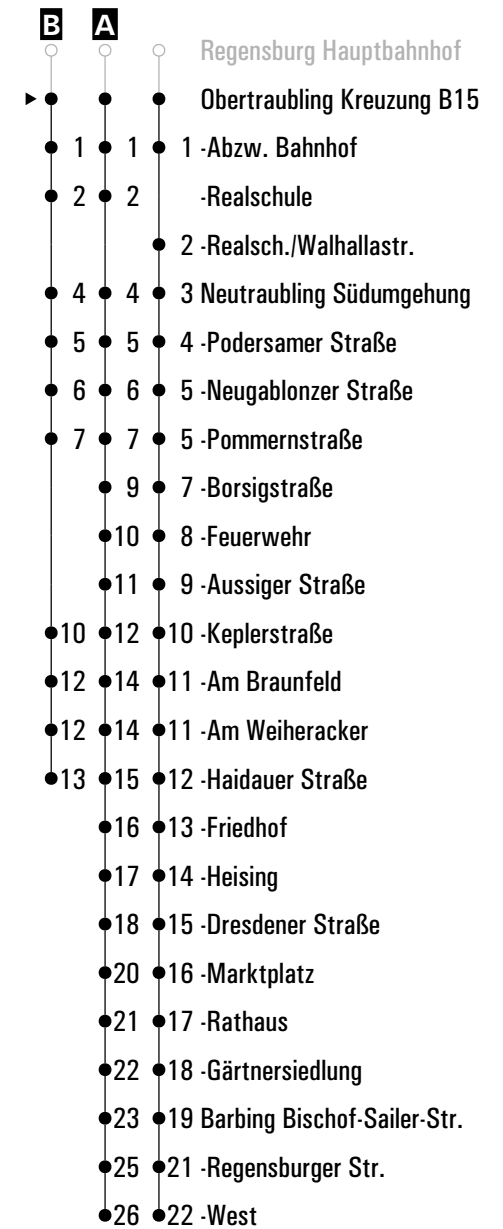 B A
Regensburg Hauptbahnhof
Obertraubling Kreuzung B15
1 1 1 -Abzw. Bahnhof
2 2 -Realschule
2 -Realsch./Walhallastr.
4 4 3 Neutraubling Südumgehung
5 5 4 -Podersamer Straße
6 6 5 -Neugablonzer Straße
7 7 5 -Pommernstraße
9 7 -Borsigstraße
10 8 -Feuerwehr
11 9 -Aussiger Straße
10 12 10 -Keplerstraße
12 14 11 -Am Braunfeld
12 14 11 -Am Weiheracker
13 15 12 -Haidauer Straße
16 13 -Friedhof
17 14 -Heising
18 15 -Dresdener Straße
20 16 -Marktplatz
21 17 -Rathaus
22 18 -Gärtnersiedlung
23 19 Barbing Bischof-Sailer-Str.
25 21 -Regensburger Str.
26 22 -West